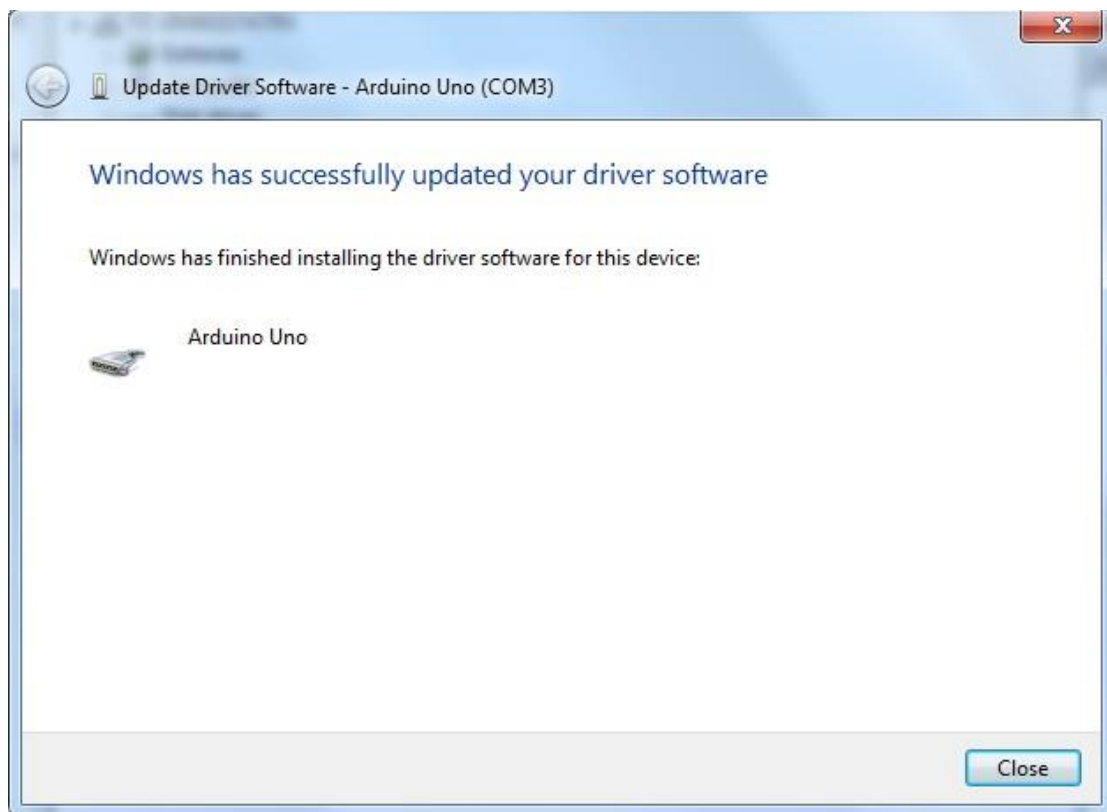 Update Driver Software - Arduino Uno (COM3)
Windows has successfully updated your driver software
Windows has finished installing the driver software for this device:
Arduino Uno
Close